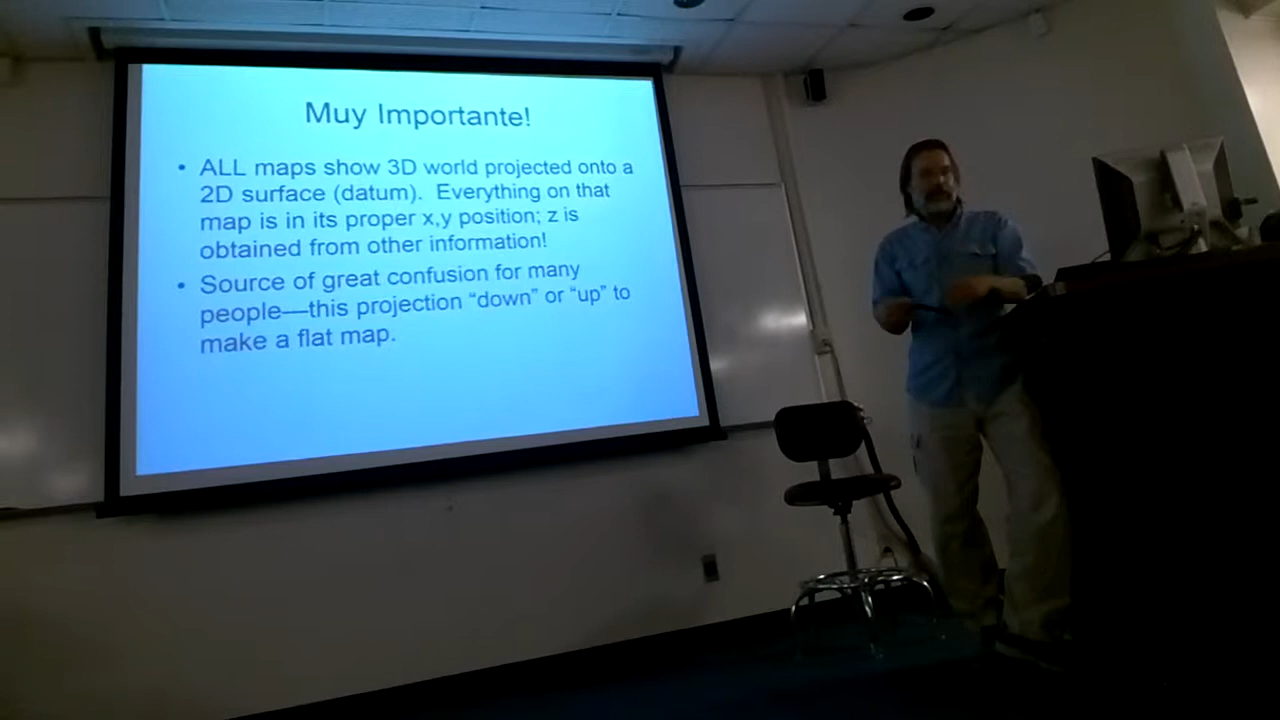 Muy Importante!
• ALL maps show 3D world projected onto a
2D surface (datum). Everything on that
map is in its proper x,y position; z is
obtained from other information!
• Source of great confusion for many
people—this projection “down” or “up” to
make a flat map.